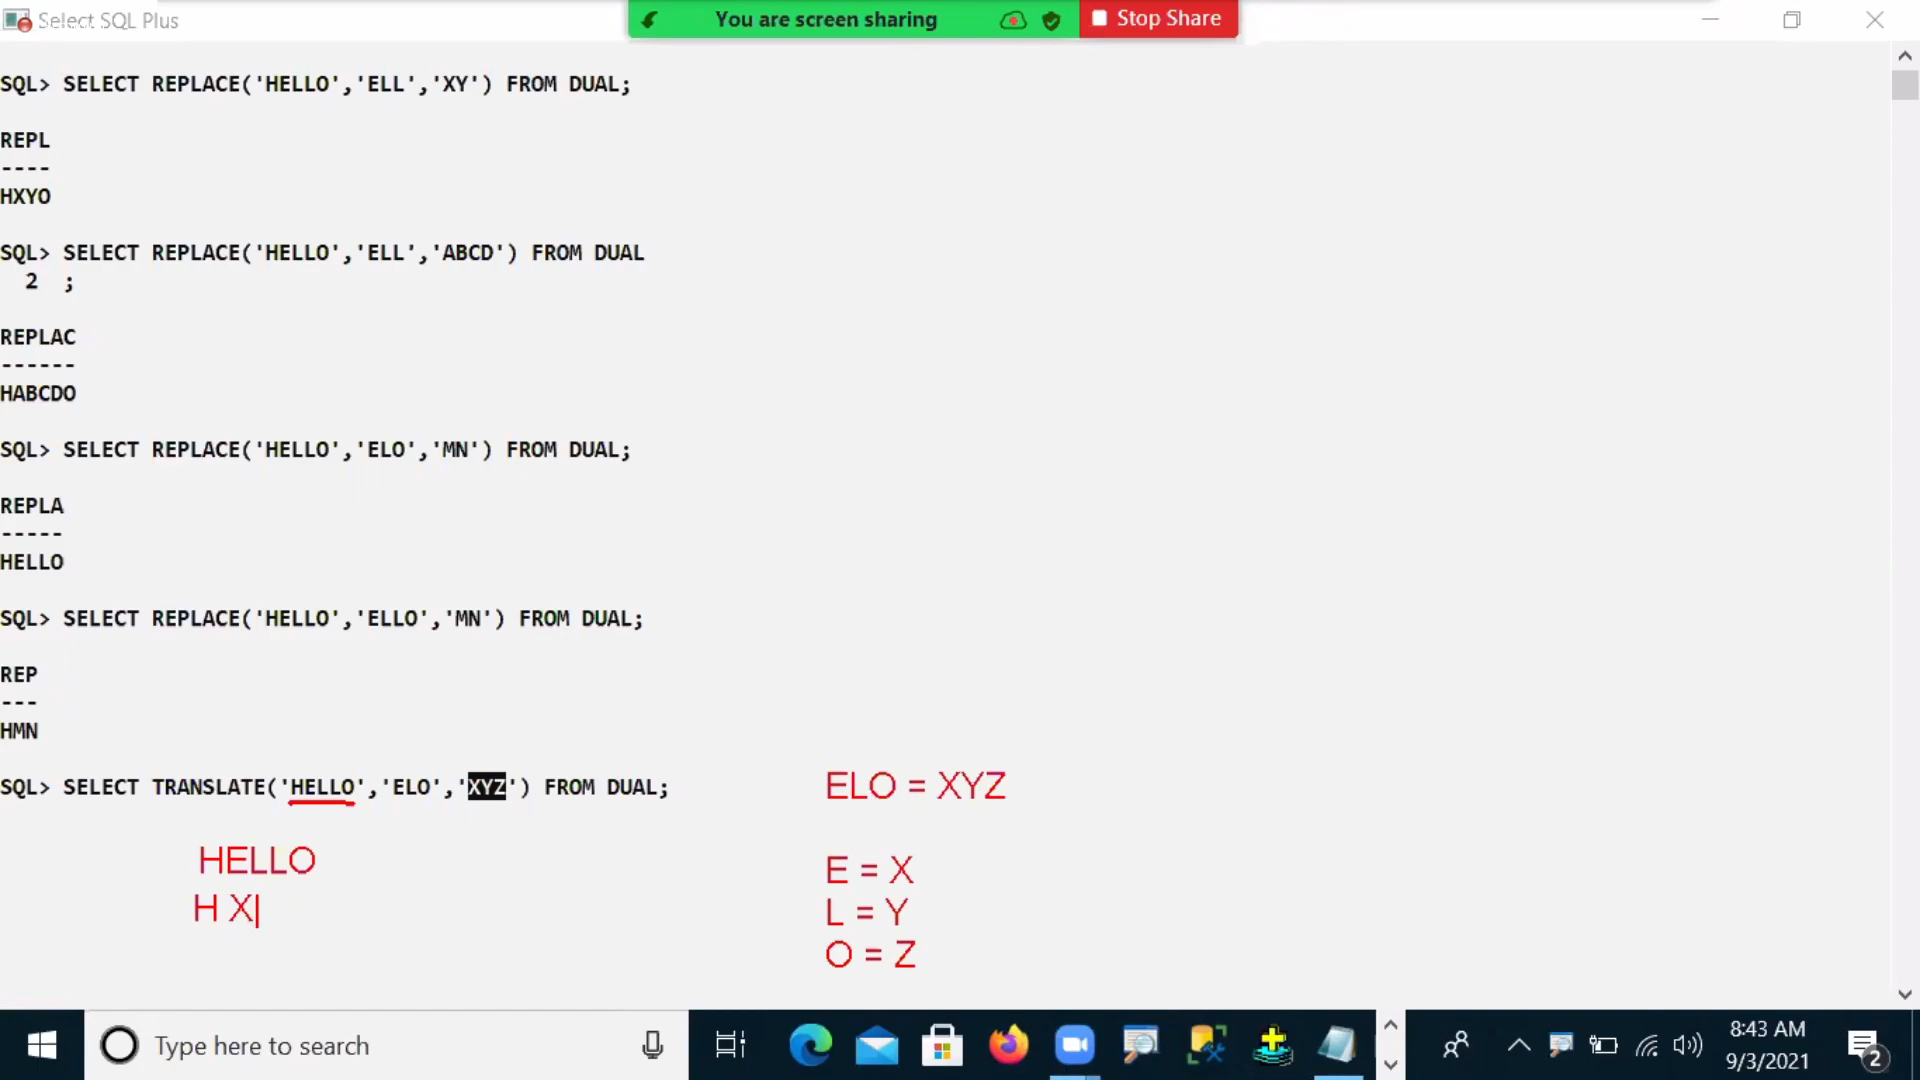 Select SQL Plus
You are screen sharing
Stop Share
SQL> SELECT REPLACE('HELLO','ELL','XY') FROM DUAL;
REPL
----
HXYO
SQL> SELECT REPLACE('HELLO','ELL','ABCD') FROM DUAL
2 ;
REPLAC
------
HABCDO
SQL> SELECT REPLACE('HELLO','ELO','MN') FROM DUAL;
REPLA
-----
HELLO
SQL> SELECT REPLACE('HELLO','ELLO','MN') FROM DUAL;
REP
---
HMN
SQL> SELECT TRANSLATE('HELLO','ELO','XYZ') FROM DUAL;
ELO = XYZ
HELLO
H X
E = X
L = Y
O = Z
Type here to search
8:43 AM
9/3/2021
2